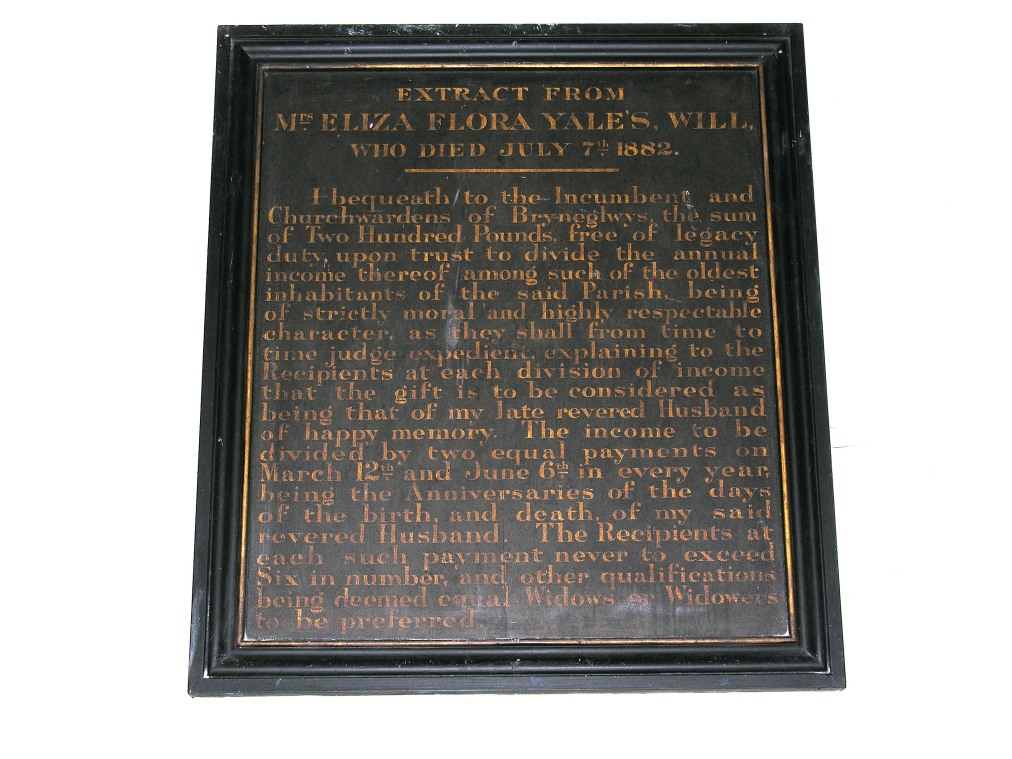 EXTRACT FROM
Mrs ELIZA FLORA YALE'S, WILL,
WHO DIED JULY 7th 1882.
I bequeath to the Incumbent and
Churchwardens of Bryneglwys, the sum
of Two Hundred Pounds, free of legacy
duty, upon trust to divide the annual
income thereof among such of the oldest
inhabitants of the said Parish, being
of strictly moral and highly respectable
character, as they shall from time to
time judge expedient, explaining to the
Recipients at each division of income
that the gift is to be considered as
being that of my late revered Husband
of happy memory. The income to be
divided by two equal payments on
March 12th and June 6th in every year,
being the Anniversaries of the days
of the birth, and death, of my said
revered Husband. The Recipients at
each such payment never to exceed
Six in number, and other qualifications
being deemed equal Widows or Widowers
to be preferred.